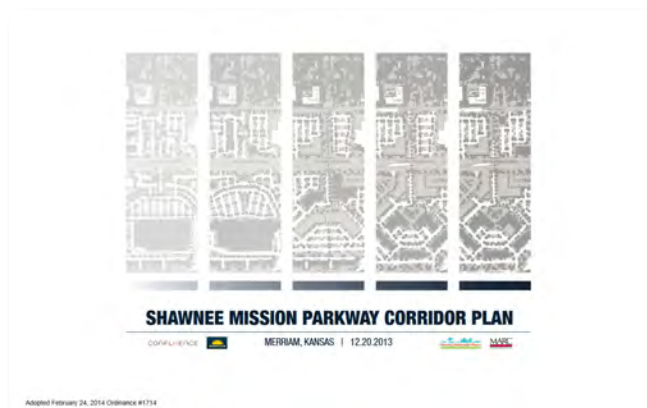 SHAWNEE MISSION PARKWAY CORRIDOR PLAN
CONFLUENCE MERRIAM, KANSAS | 12.20.2013 MARC
Adopted February 24, 2014 Ordinance #1714